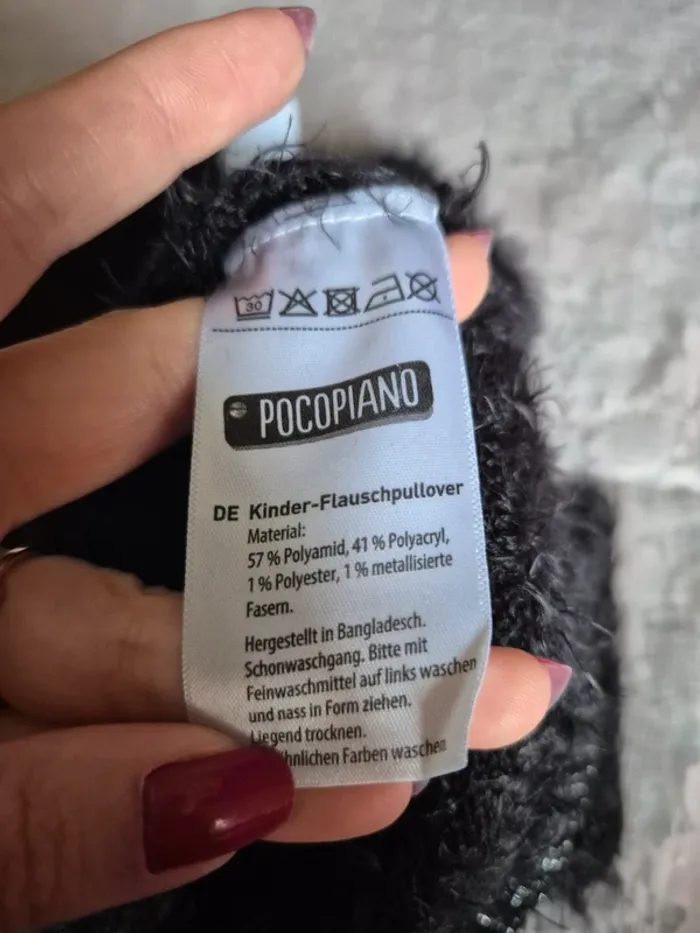 30
POCOPIANO
DE Kinder-Flauschpullover
Material:
57 % Polyamid, 41 % Polyacryl,
1 % Polyester, 1 % metallisierte
Fasern.
Hergestellt in Bangladesch.
Schonwaschgang. Bitte mit
Feinwaschmittel auf links waschen
und nass in Form ziehen.
Liegend trocknen.
Farben waschen